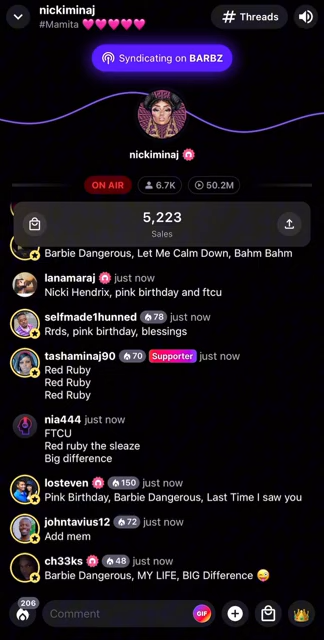 nickiminaj
#Mamita 💖💖💖💖💖
# Threads
Syndicating on BARBZ
nickiminaj
ON AIR 6.7K 50.2M
5,223
Sales
Barbie Dangerous, Let Me Calm Down, Bahm Bahm
lanamaraj just now
Nicki Hendrix, pink birthday and ftcu
selfmade1hunned 78 just now
Rrds, pink birthday, blessings
tashaminaj90 70 Supporter just now
Red Ruby
Red Ruby
Red Ruby
nia444 just now
FTCU
Red ruby the sleaze
Big difference
losteven 150 just now
Pink Birthday, Barbie Dangerous, Last Time I saw you
johntavius12 72 just now
Add mem
ch33ks 48 just now
Barbie Dangerous, MY LIFE, BIG Difference 😜
206
Comment GIF